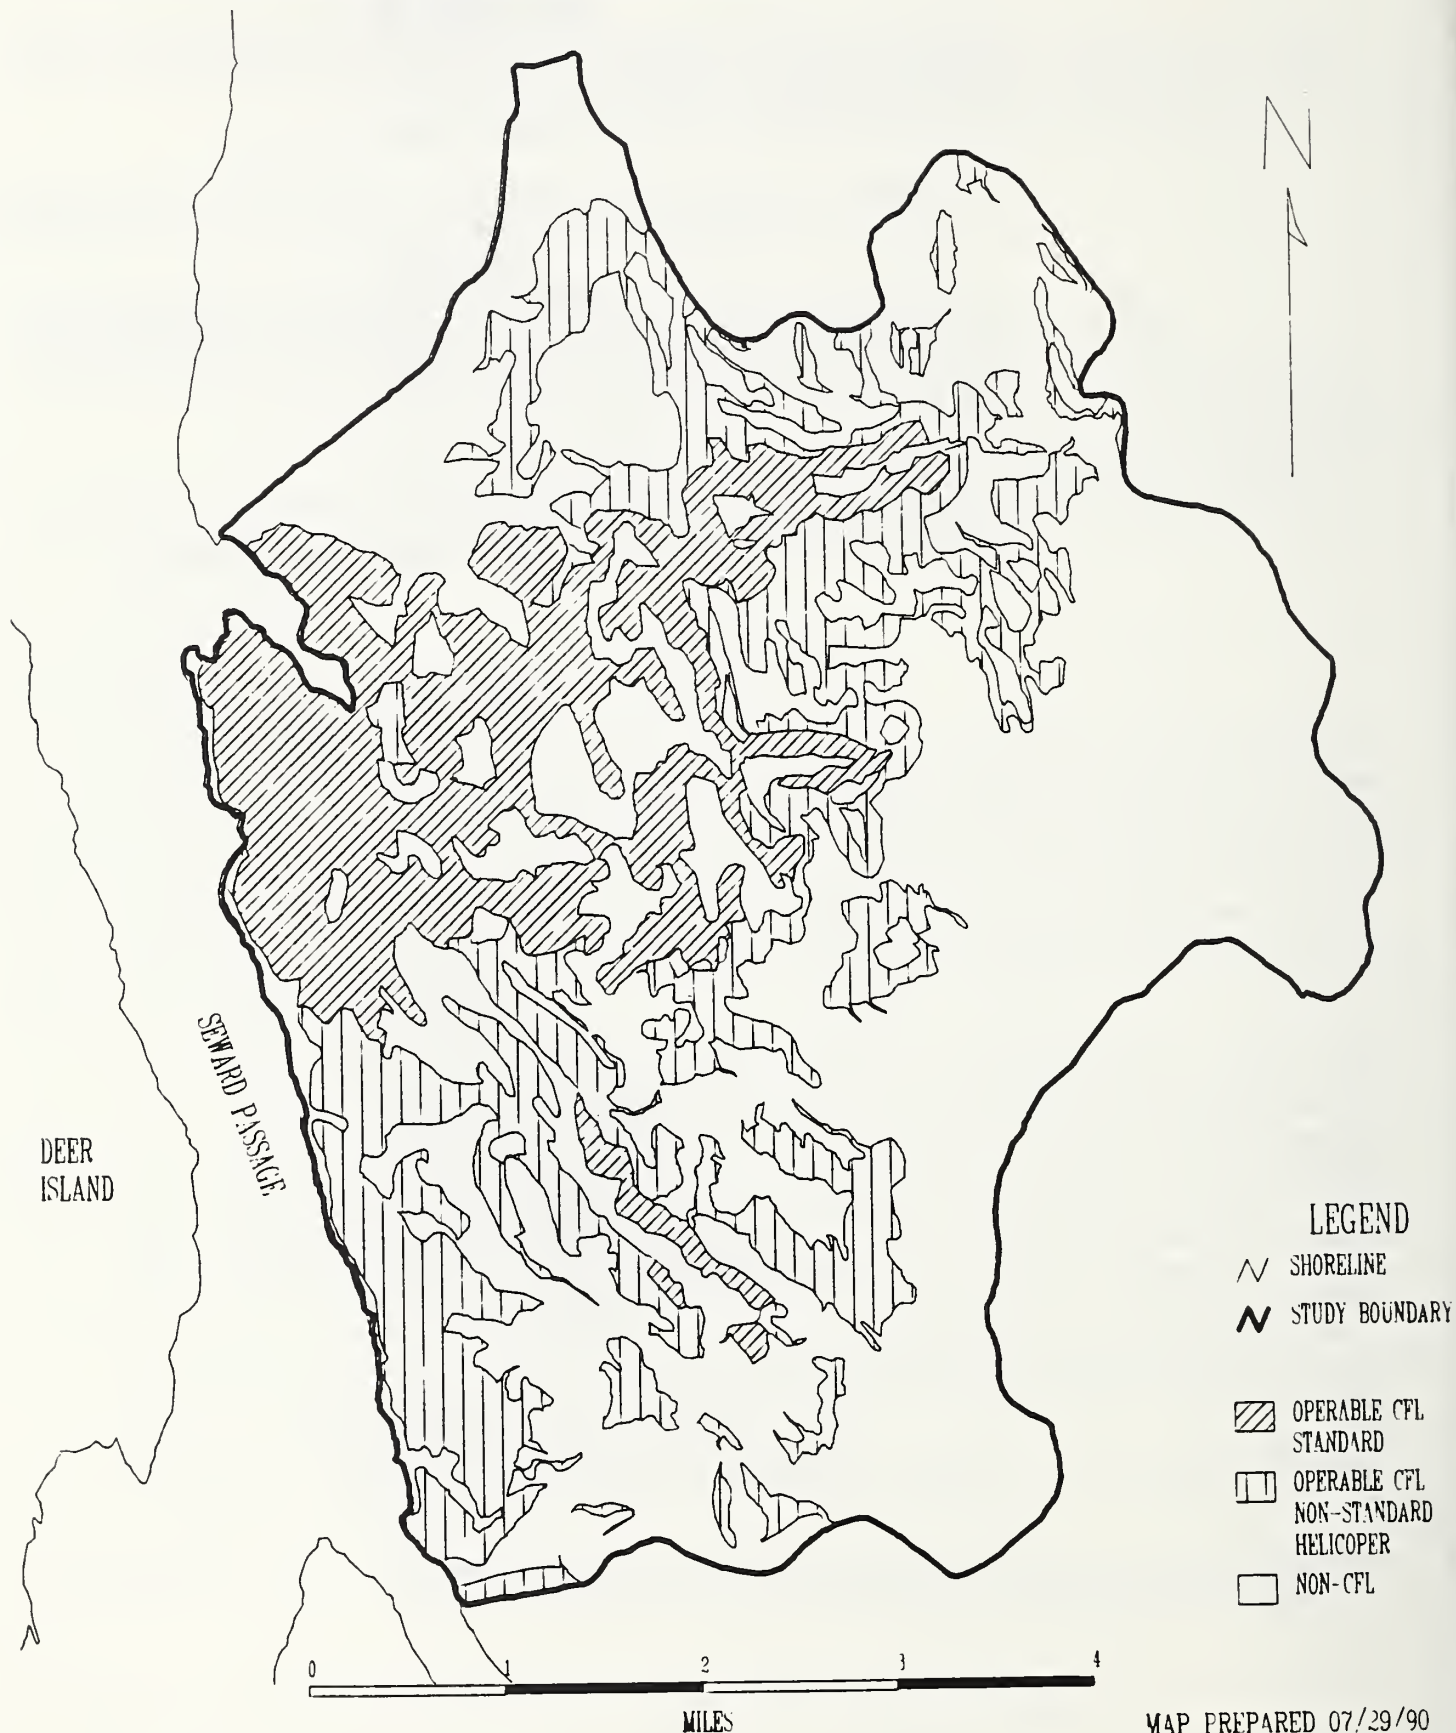 N
SEWARD PASSAGE
DEER
ISLAND
LEGEND
SHORELINE
STUDY BOUNDARY
OPERABLE CFL
STANDARD
OPERABLE CFL
NON-STANDARD
HELICOPER
NON-CFL
0 1 2 3 4
MILES
MAP PREPARED 07/29/90